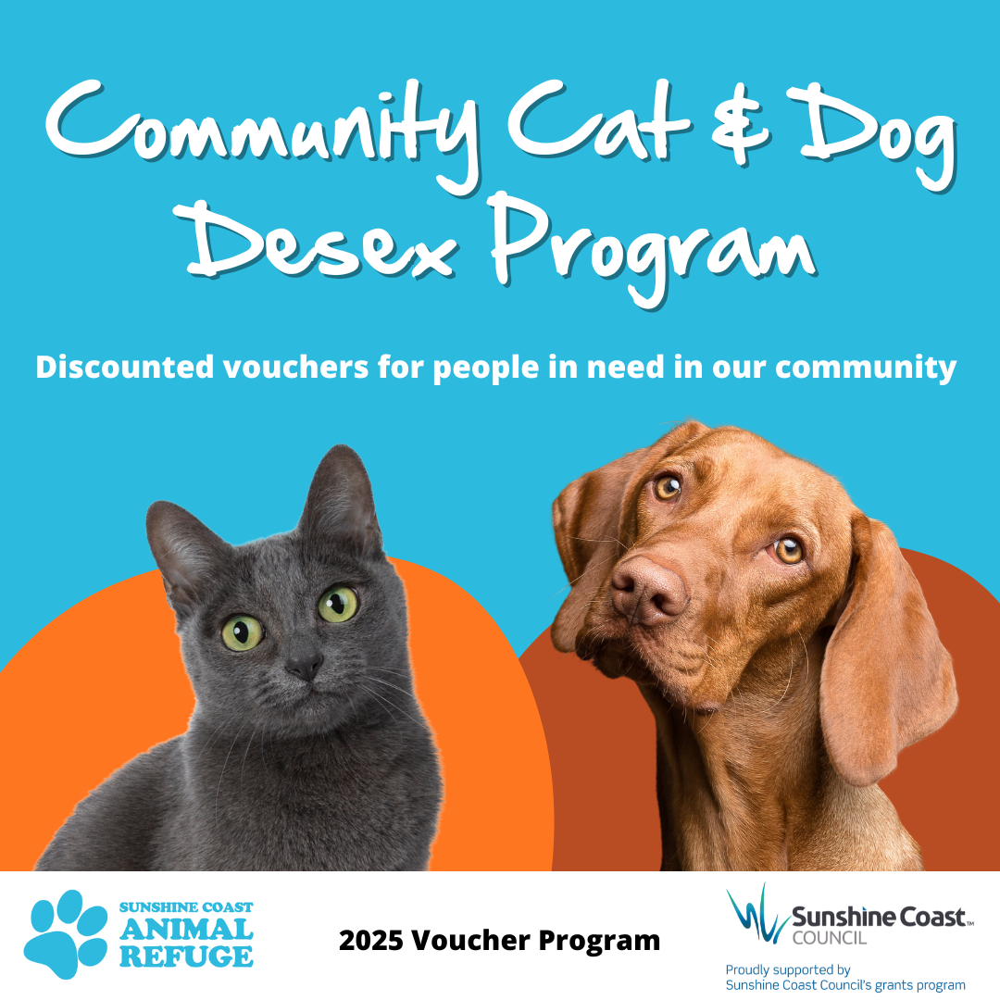 Community Cat & Dog
Desex Program
Discounted vouchers for people in need in our community
SUNSHINE COAST
ANIMAL
REFUGE
2025 Voucher Program
Sunshine Coast™
COUNCIL
Proudly supported by
Sunshine Coast Council's grants program